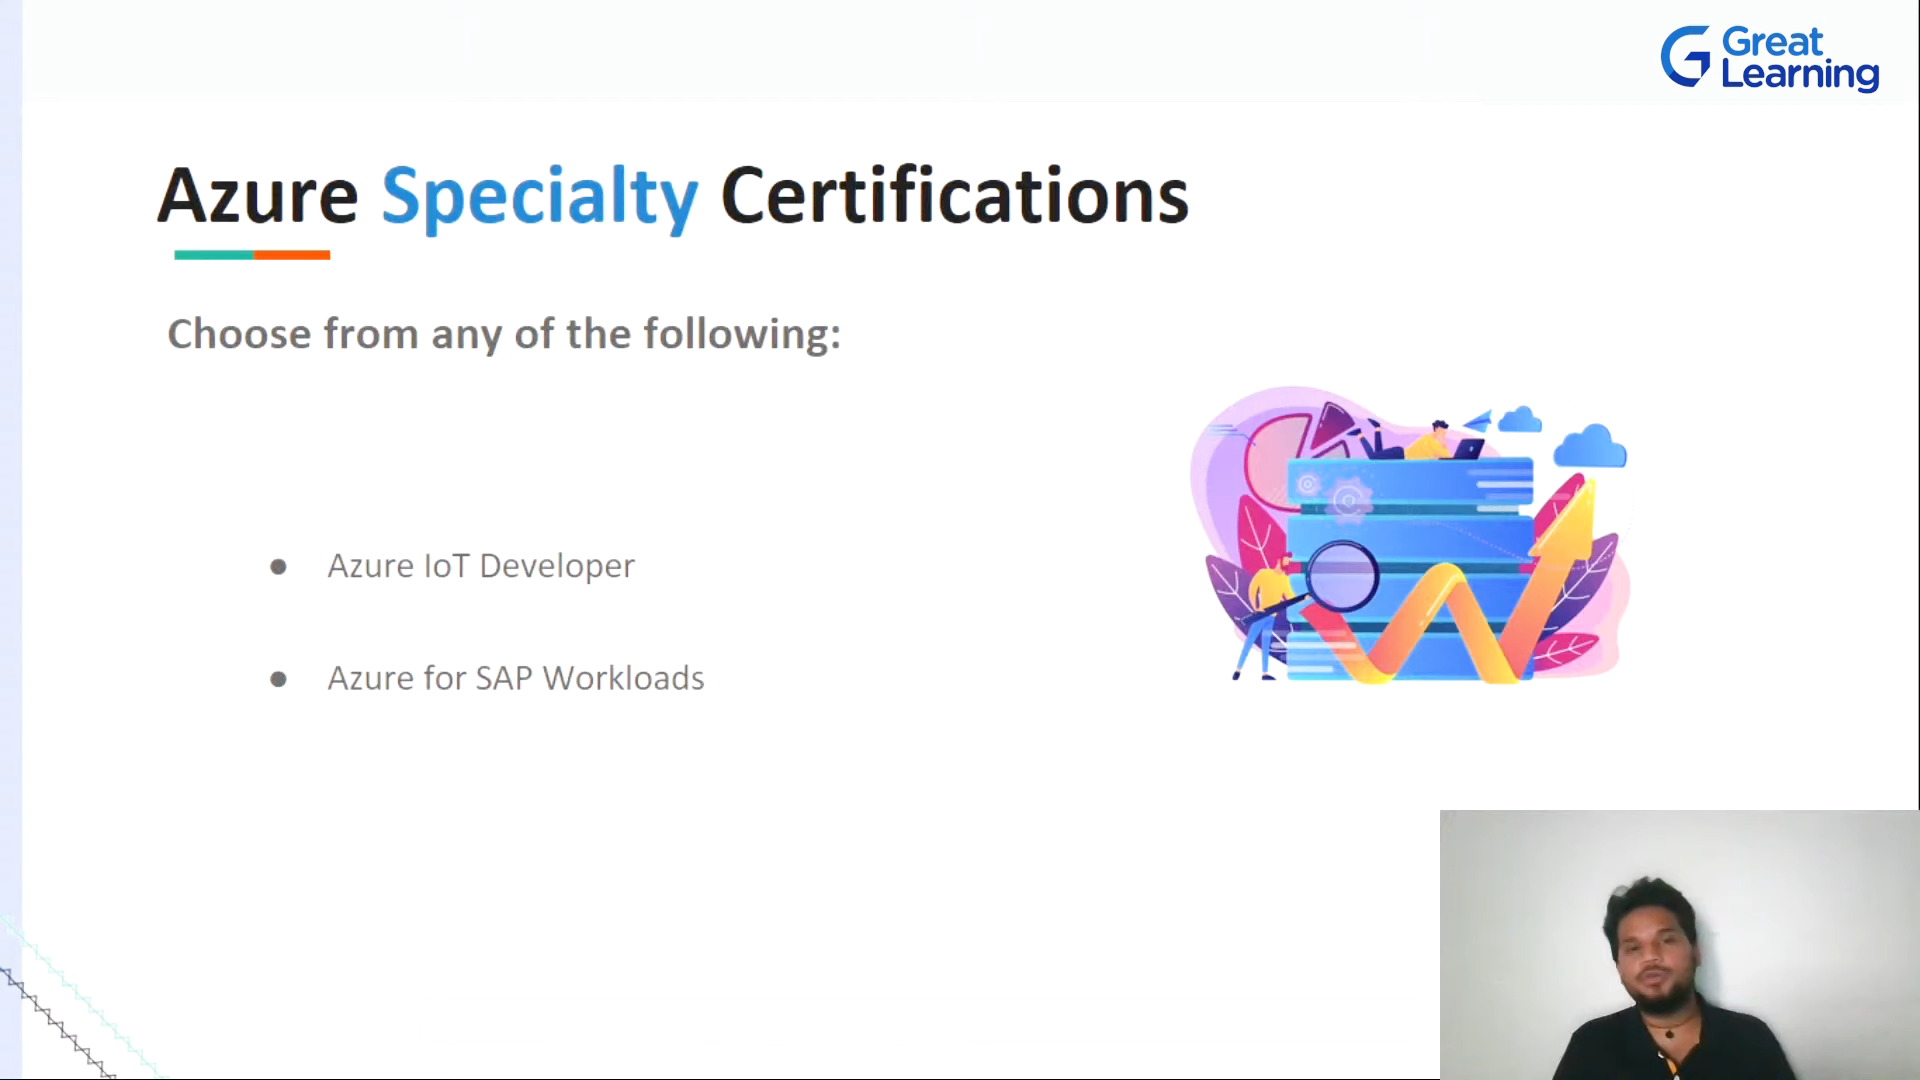 Great
Learning
Azure Specialty Certifications
Choose from any of the following:
● Azure IoT Developer
● Azure for SAP Workloads